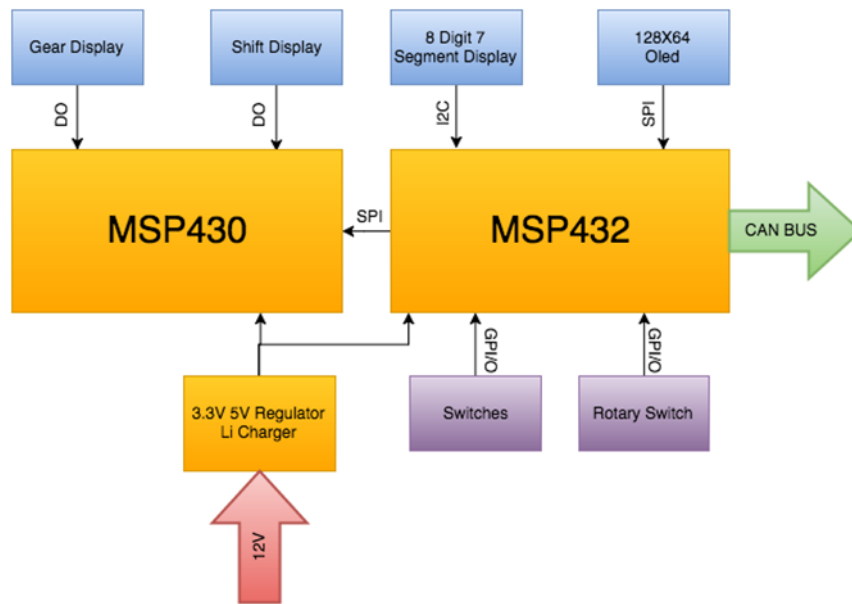 Gear Display
Shift Display
8 Digit 7
Segment Display
128X64
Oled
DO
DO
I2C
SPI
MSP430
SPI
MSP432
CAN BUS
GPI/O
GPI/O
3.3V 5V Regulator
Li Charger
Switches
Rotary Switch
12V